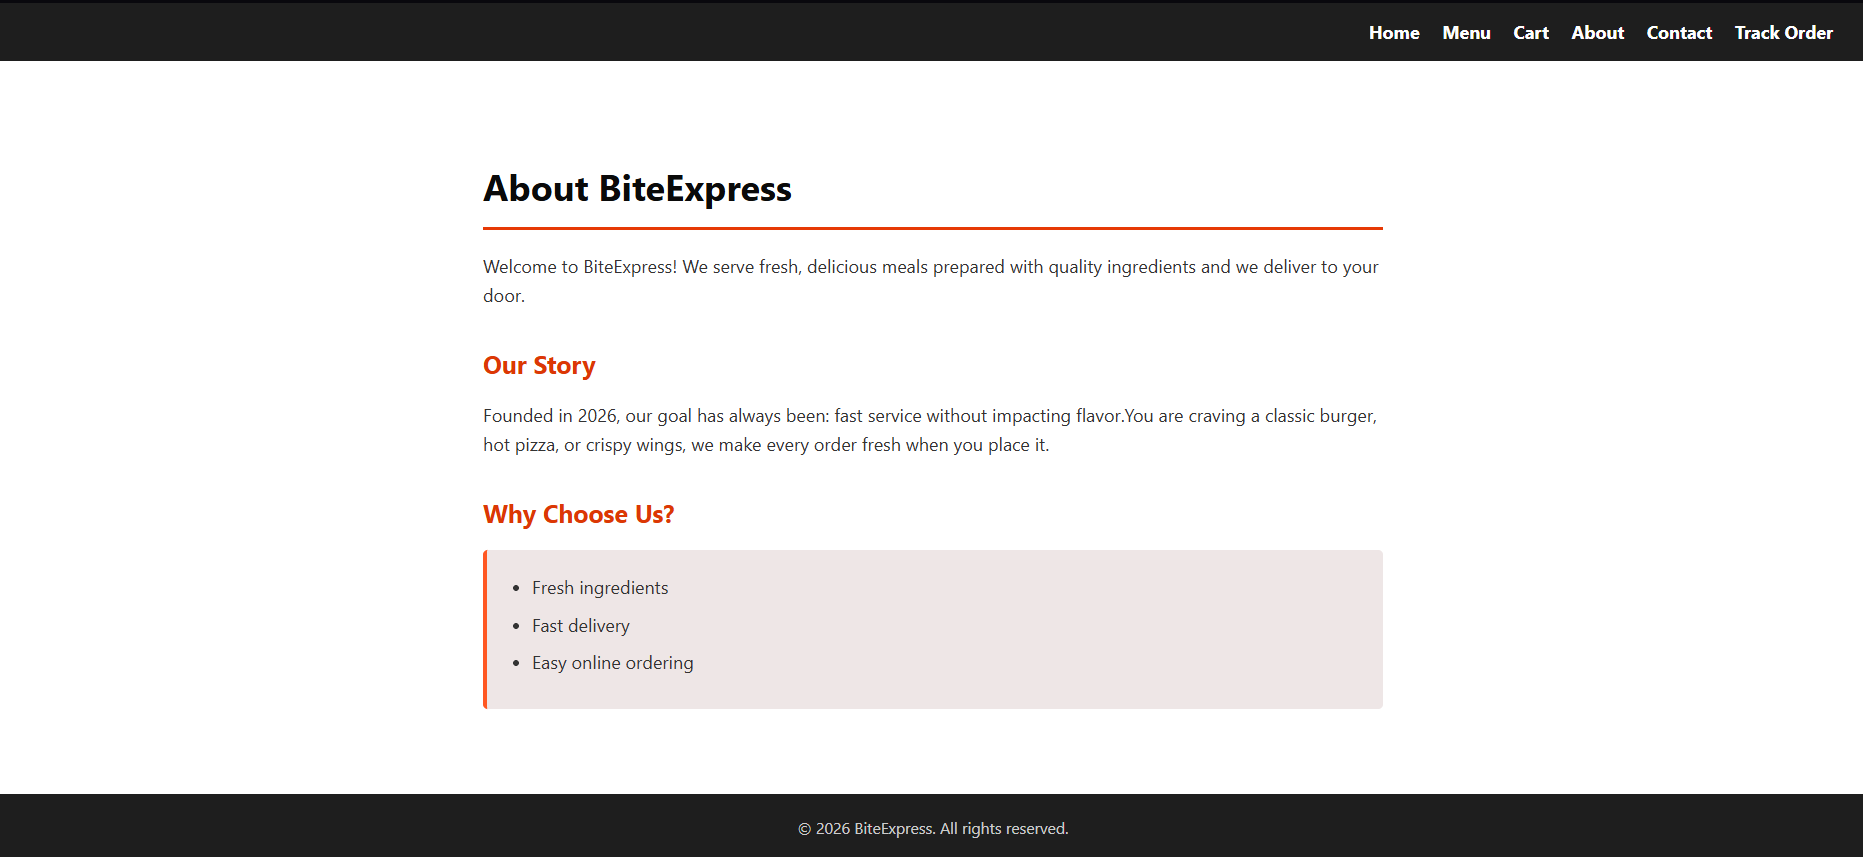 Home Menu Cart About Contact Track Order
About BiteExpress
Welcome to BiteExpress! We serve fresh, delicious meals prepared with quality ingredients and we deliver to your
door.
Our Story
Founded in 2026, our goal has always been: fast service without impacting flavor.You are craving a classic burger,
hot pizza, or crispy wings, we make every order fresh when you place it.
Why Choose Us?
• Fresh ingredients
• Fast delivery
• Easy online ordering
© 2026 BiteExpress. All rights reserved.